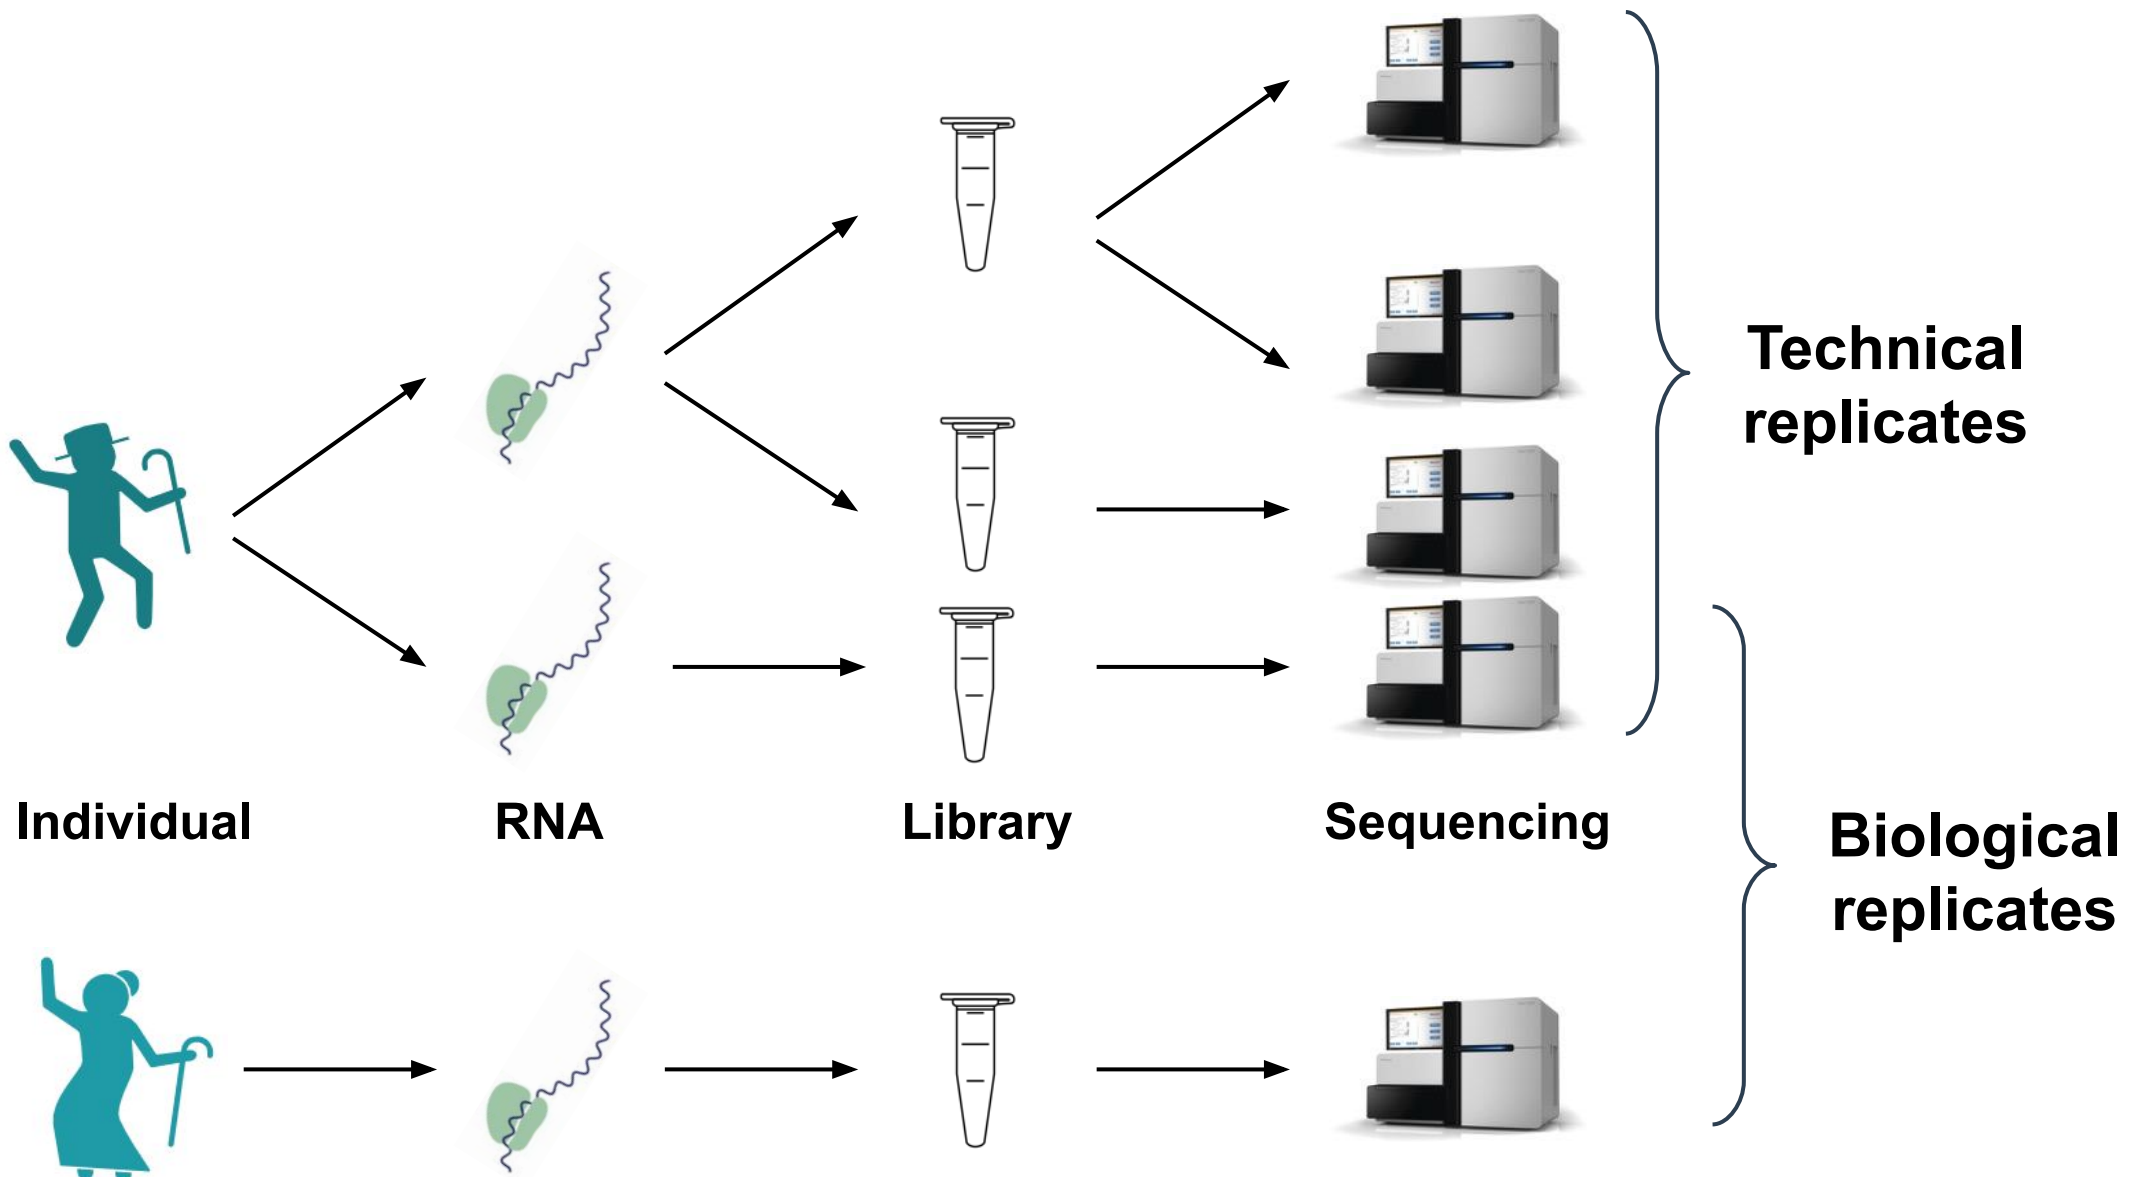 Technical
replicates
Individual
RNA
Library
Sequencing
Biological
replicates